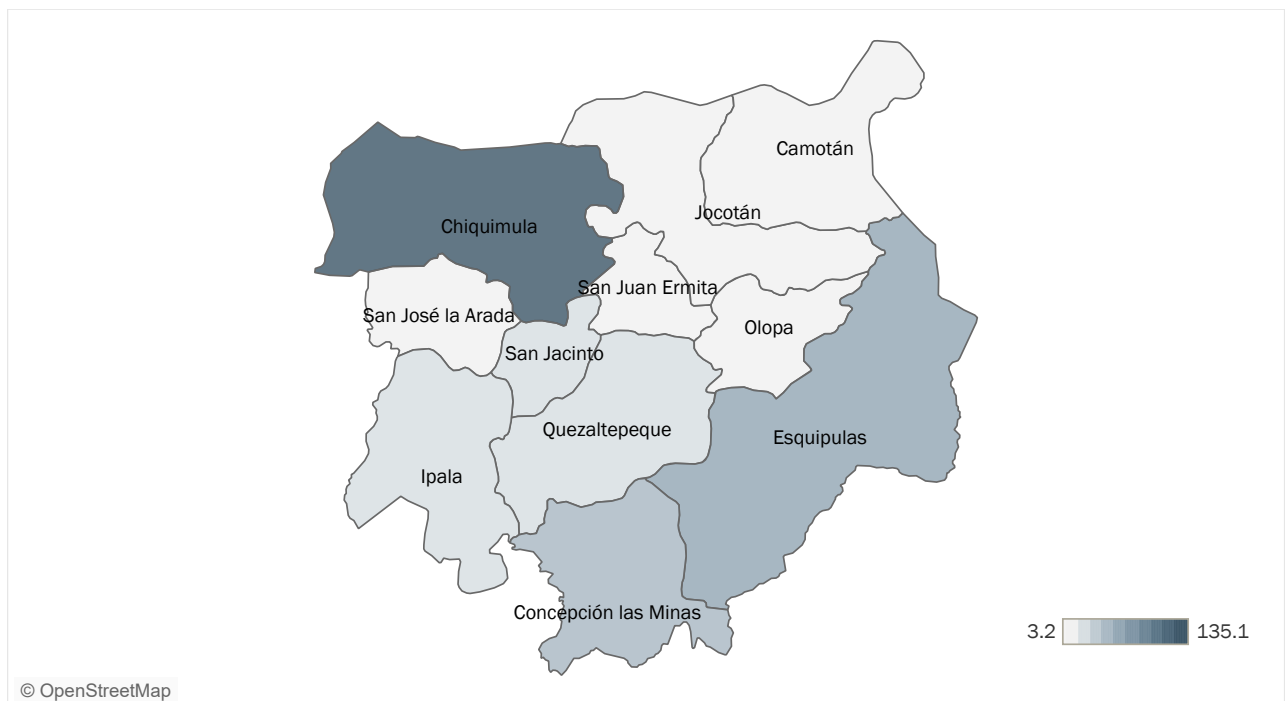 Camotán
Jocotán
Chiquimula
San Juan Ermita
San José la Arada
Olopa
San Jacinto
Quezaltepeque
Esquipulas
Ipala
Concepción las Minas
3.2
135.1
© OpenStreetMap